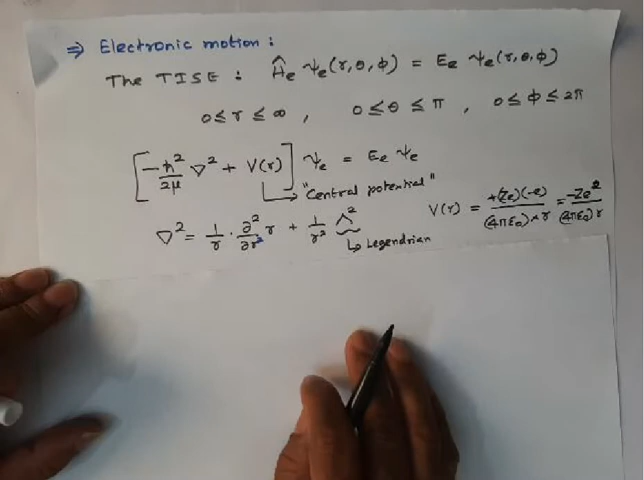 ⇒ Electronic motion:
The TISE : Ĥe ψe(r, θ, ϕ) = Ee ψe(r, θ, ϕ)
0 ≤ r ≤ ∞ , 0 ≤ θ ≤ π , 0 ≤ ϕ ≤ 2π
[-ħ²/2μ ∇² + V(r)] ψe = Ee ψe
↳ "Central potential"
V(r) = +(Ze)(-e)/(4πε₀)×r = -Ze²/(4πε₀)r
∇² = 1/r · ∂²/∂r² r + 1/r² Λ̂²
↳ Legendrian